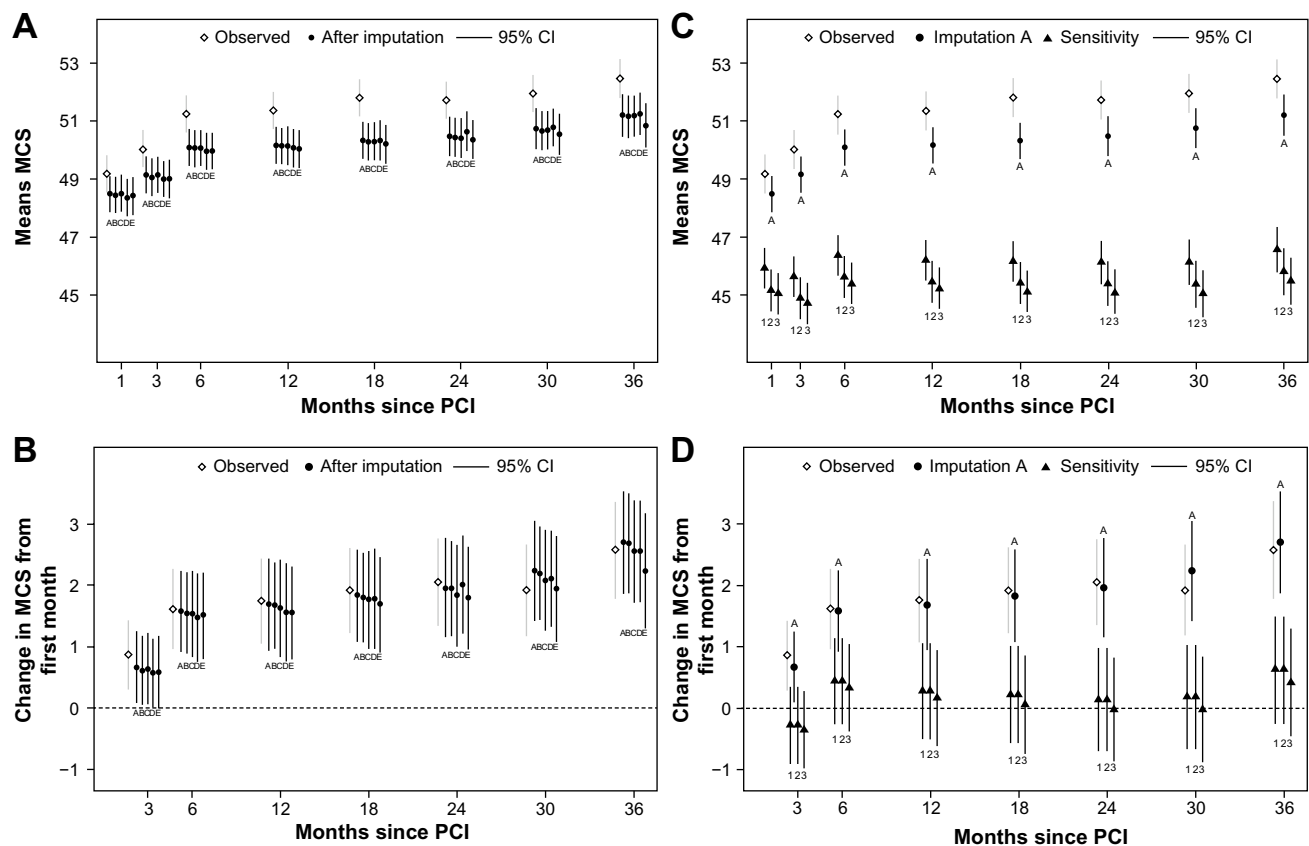 A
Observed After imputation 95% CI
53
51
49
47
45
Means MCS
ABCDE ABCDE ABCDE ABCDE ABCDE ABCDE ABCDE ABCDE
1 3 6 12 18 24 30 36
Months since PCI
C
Observed Imputation A Sensitivity 95% CI
53
51
49
47
45
Means MCS
A A A A A A A A
123 123 123 123 123 123 123 123
1 3 6 12 18 24 30 36
Months since PCI
B
Observed After imputation 95% CI
3
2
1
0
−1
Change in MCS from
first month
ABCDE ABCDE ABCDE ABCDE ABCDE ABCDE ABCDE
3 6 12 18 24 30 36
Months since PCI
D
Observed Imputation A Sensitivity 95% CI
3
2
1
0
−1
Change in MCS from
first month
A A A A A A A
123 123 123 123 123 123 123
3 6 12 18 24 30 36
Months since PCI